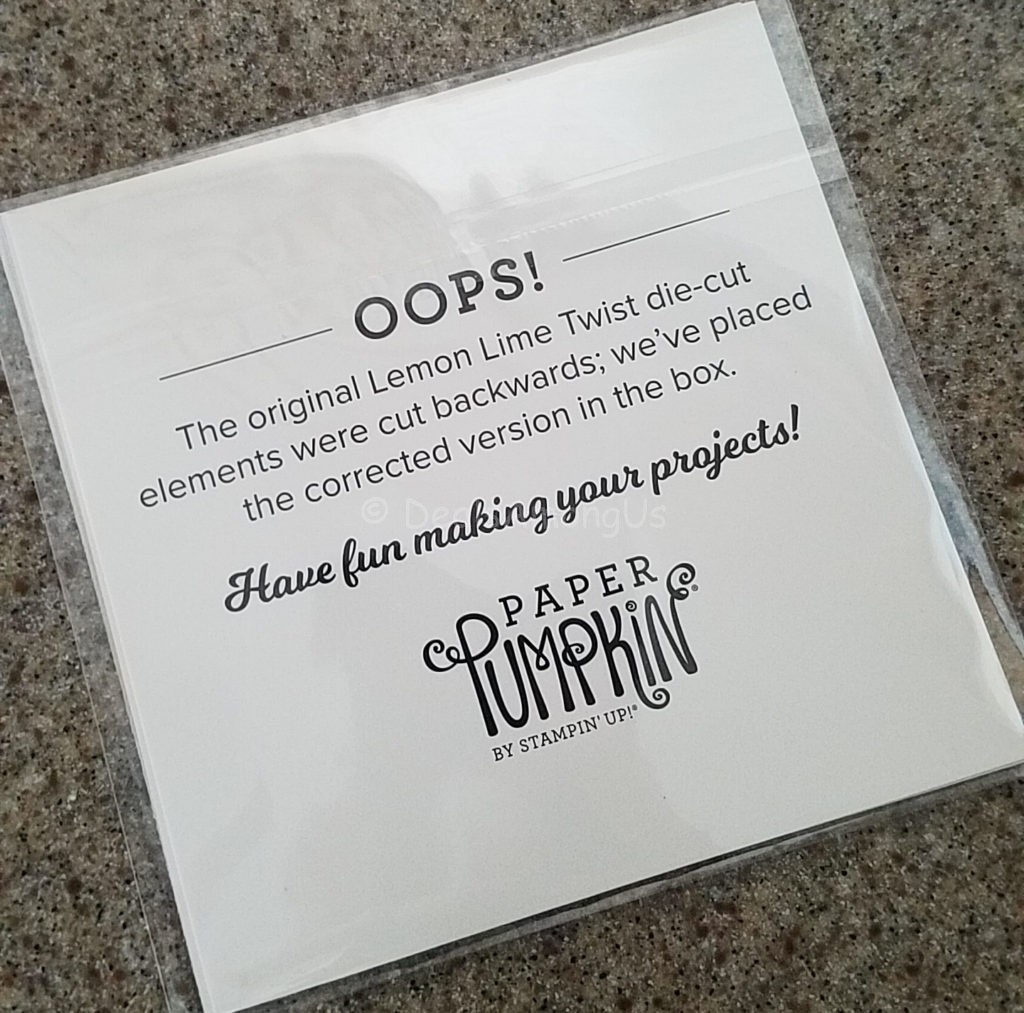 OOPS!
The original Lemon Lime Twist die-cut
elements were cut backwards; we've placed
the corrected version in the box.
Have fun making your projects!
PAPER
PUMPKIN®
BY STAMPIN' UP!®